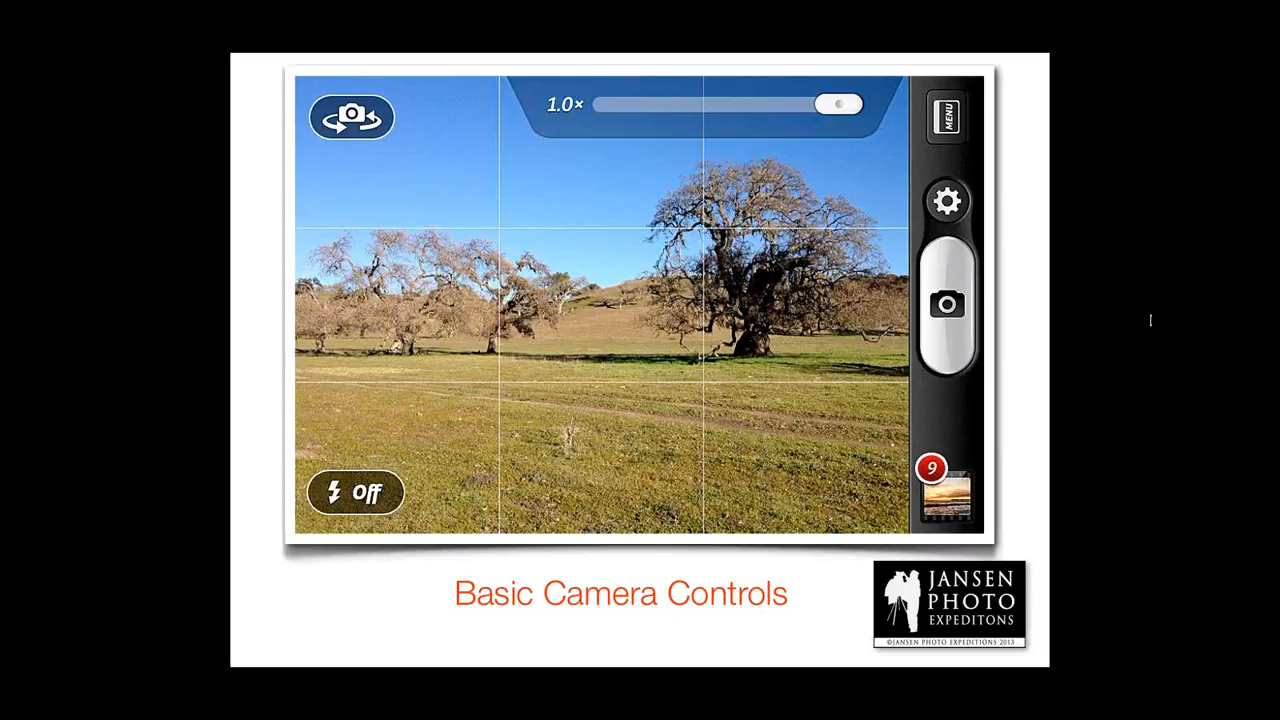 1.0×
MENU
Off
9
Basic Camera Controls
JANSEN
PHOTO
EXPEDITONS
©JANSEN PHOTO EXPEDITIONS 2013